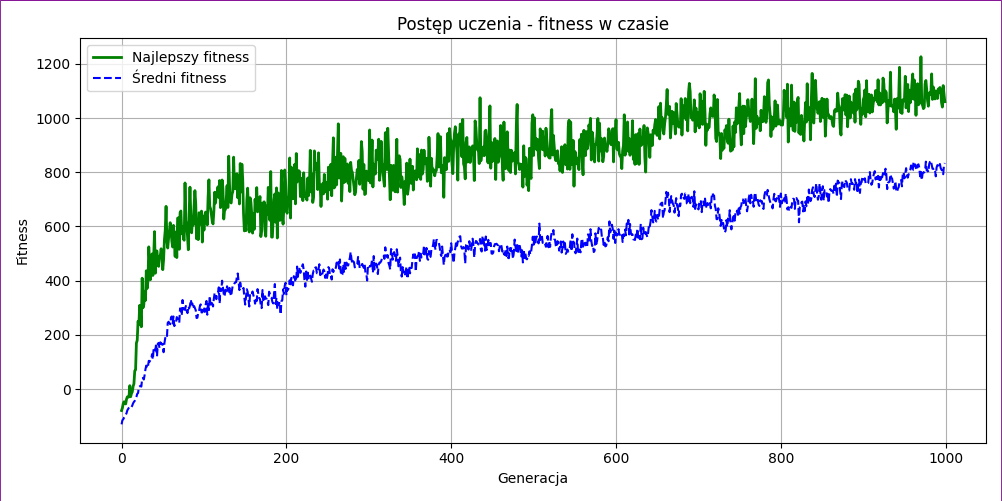 Postęp uczenia - fitness w czasie
Najlepszy fitness
Średni fitness
1200
1000
800
600
400
200
0
Fitness
0 200 400 600 800 1000
Generacja